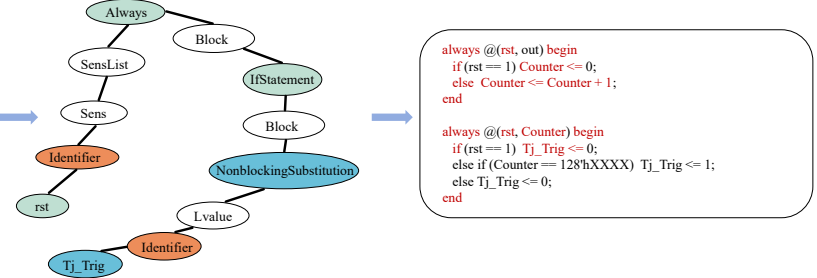 Always
Block
SensList
IfStatement
Sens
Block
Identifier
NonblockingSubstitution
rst
Lvalue
Identifier
Tj_Trig
always @(rst, out) begin
if (rst == 1) Counter <= 0;
else Counter <= Counter + 1;
end
always @(rst, Counter) begin
if (rst == 1) Tj_Trig <= 0;
else if (Counter == 128'hXXXX) Tj_Trig <= 1;
else Tj_Trig <= 0;
end